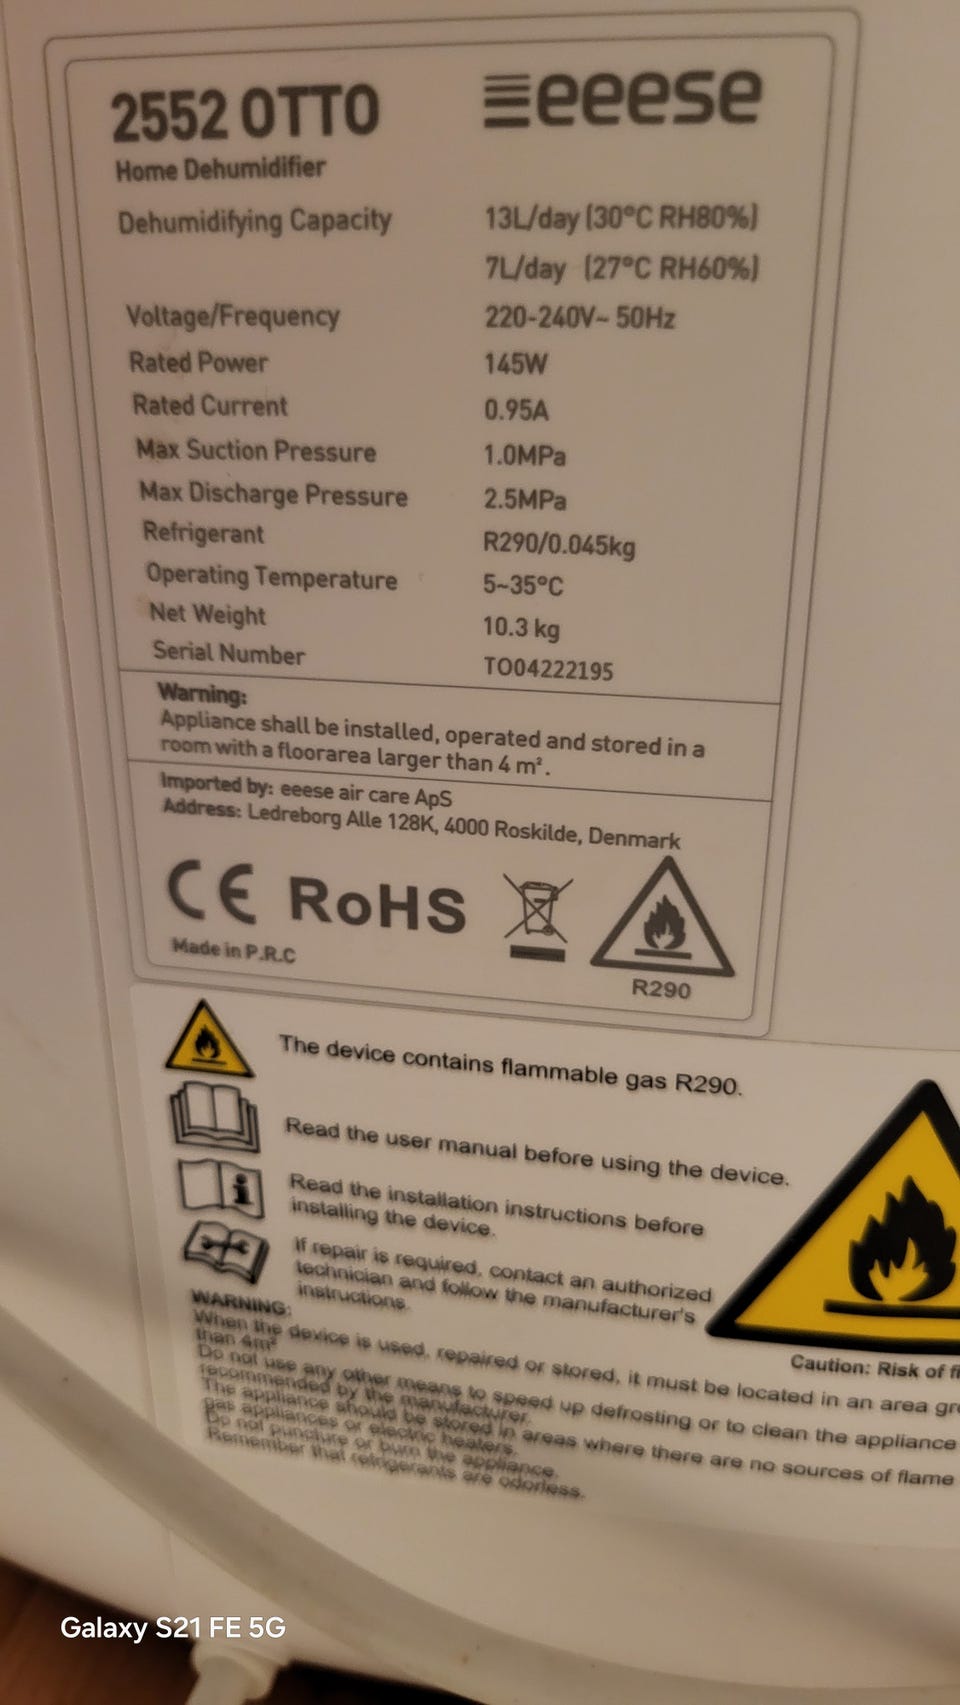 2552 OTTO eeese
Home Dehumidifier
Dehumidifying Capacity 13L/day (30°C RH80%)
7L/day (27°C RH60%)
Voltage/Frequency 220-240V~ 50Hz
Rated Power 145W
Rated Current 0.95A
Max Suction Pressure 1.0MPa
Max Discharge Pressure 2.5MPa
Refrigerant R290/0.045kg
Operating Temperature 5~35°C
Net Weight 10.3 kg
Serial Number TO04222195
Warning:
Appliance shall be installed, operated and stored in a
room with a floorarea larger than 4 m².
Imported by: eeese air care ApS
Address: Ledreborg Alle 128K, 4000 Roskilde, Denmark
CE RoHS
Made in P.R.C
R290
The device contains flammable gas R290.
Read the user manual before using the device.
Read the installation instructions before
installing the device.
If repair is required, contact an authorized
technician and follow the manufacturer's
instructions.
Caution: Risk of fi
WARNING:
When the device is used, repaired or stored, it must be located in an area gre
than 4m²
Do not use any other means to speed up defrosting or to clean the appliance
recommended by the manufacturer.
The appliance should be stored in areas where there are no sources of flame
gas appliances or electric heaters.
Do not puncture or burn the appliance.
Remember that refrigerants are odorless.
Galaxy S21 FE 5G